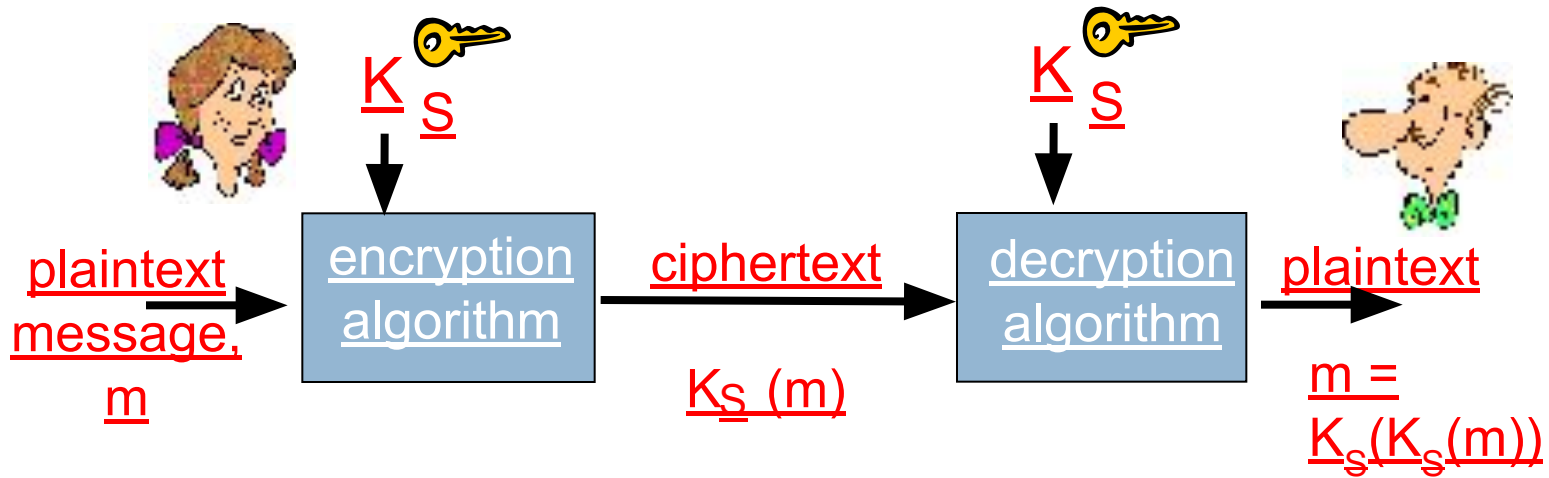 K S
K S
plaintext
message,
m
encryption
algorithm
ciphertext
K_S (m)
decryption
algorithm
plaintext
m =
K_S(K_S(m))